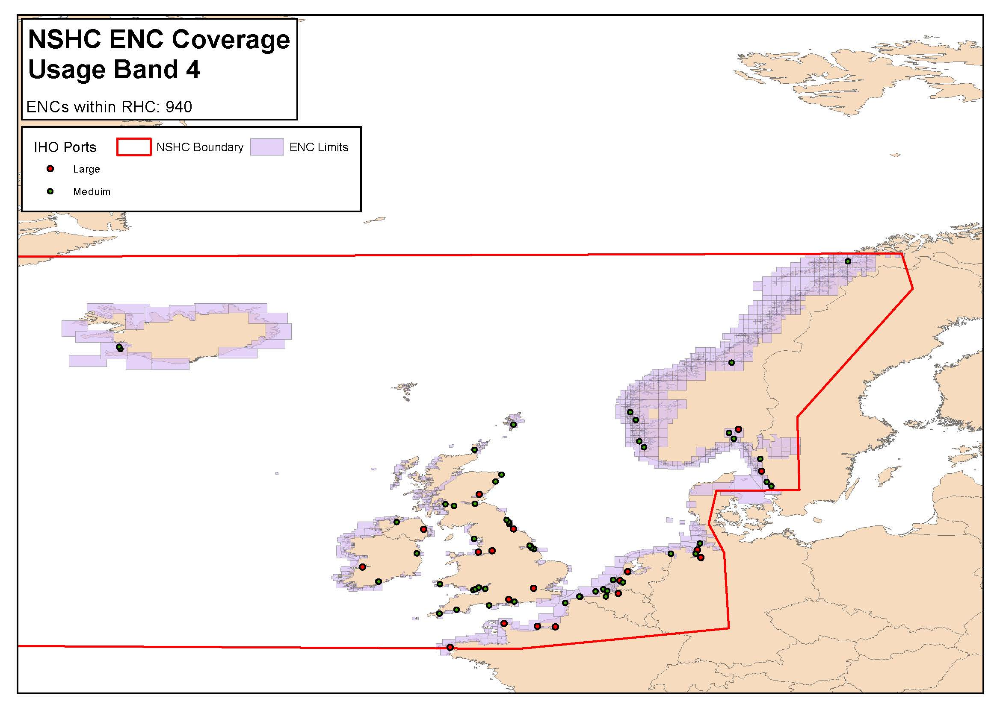 NSHC ENC Coverage
Usage Band 4
ENCs within RHC: 940
IHO Ports
NSHC Boundary
ENC Limits
Large
Meduim